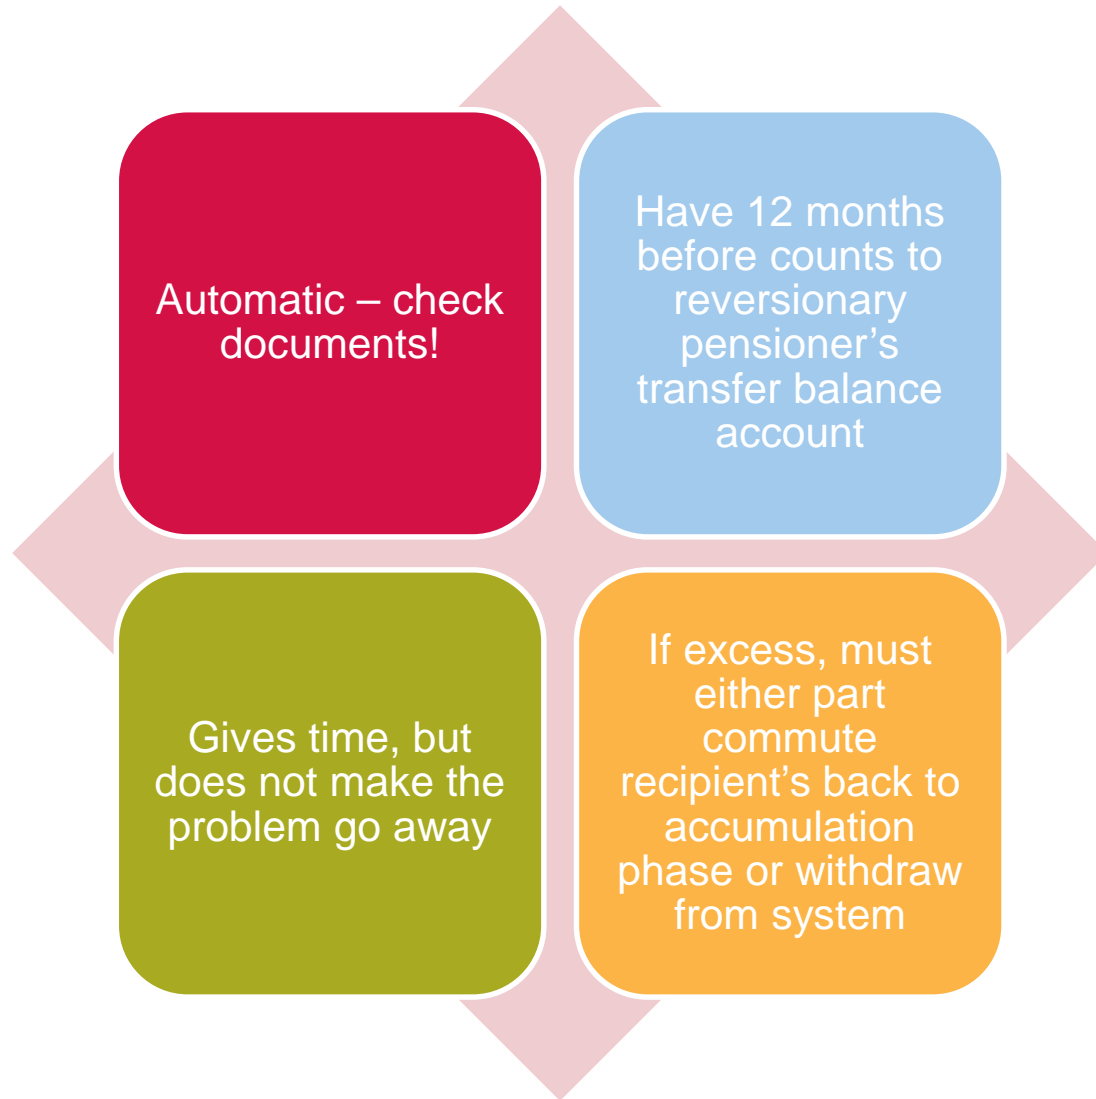 Automatic – check
documents!
Have 12 months
before counts to
reversionary
pensioner’s
transfer balance
account
Gives time, but
does not make the
problem go away
If excess, must
either part
commute
recipient’s back to
accumulation
phase or withdraw
from system